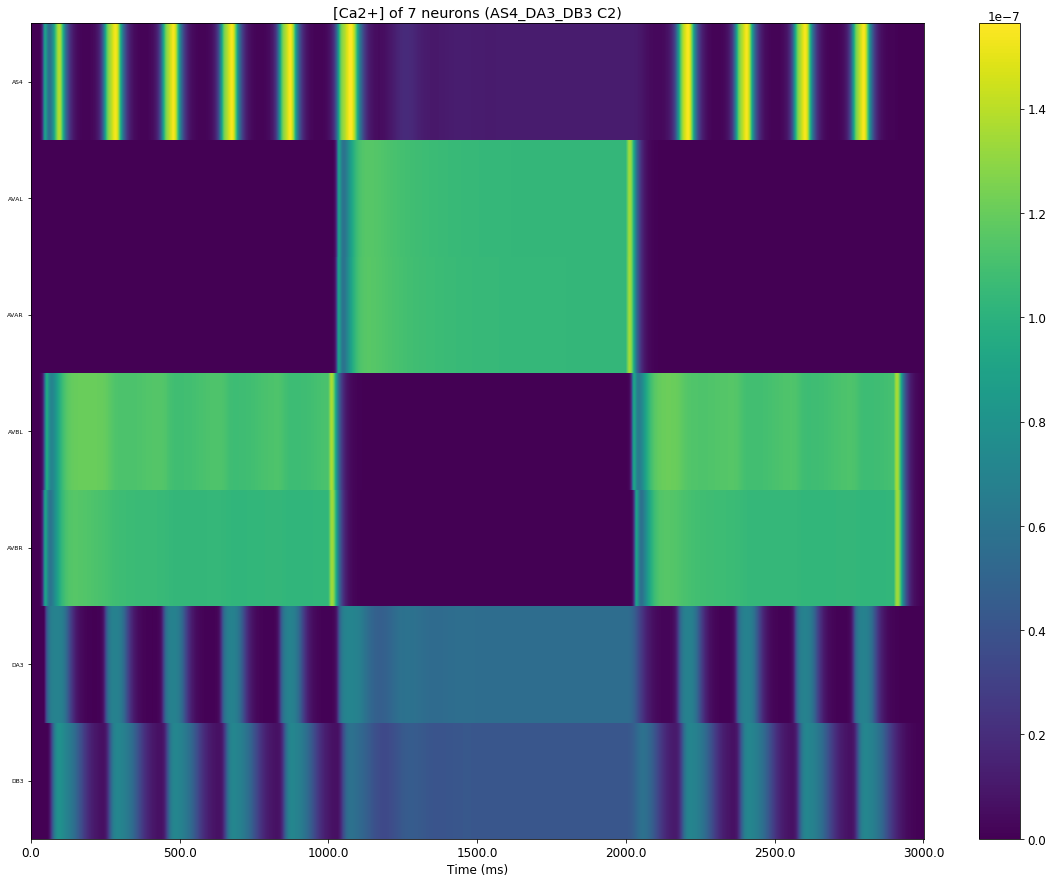 [Ca2+] of 7 neurons (AS4_DA3_DB3 C2)
1e−7
AS4
AVAL
AVAR
AVBL
AVBR
DA3
DB3
1.4
1.2
1.0
0.8
0.6
0.4
0.2
0.0
0.0 500.0 1000.0 1500.0 2000.0 2500.0 3000.0
Time (ms)